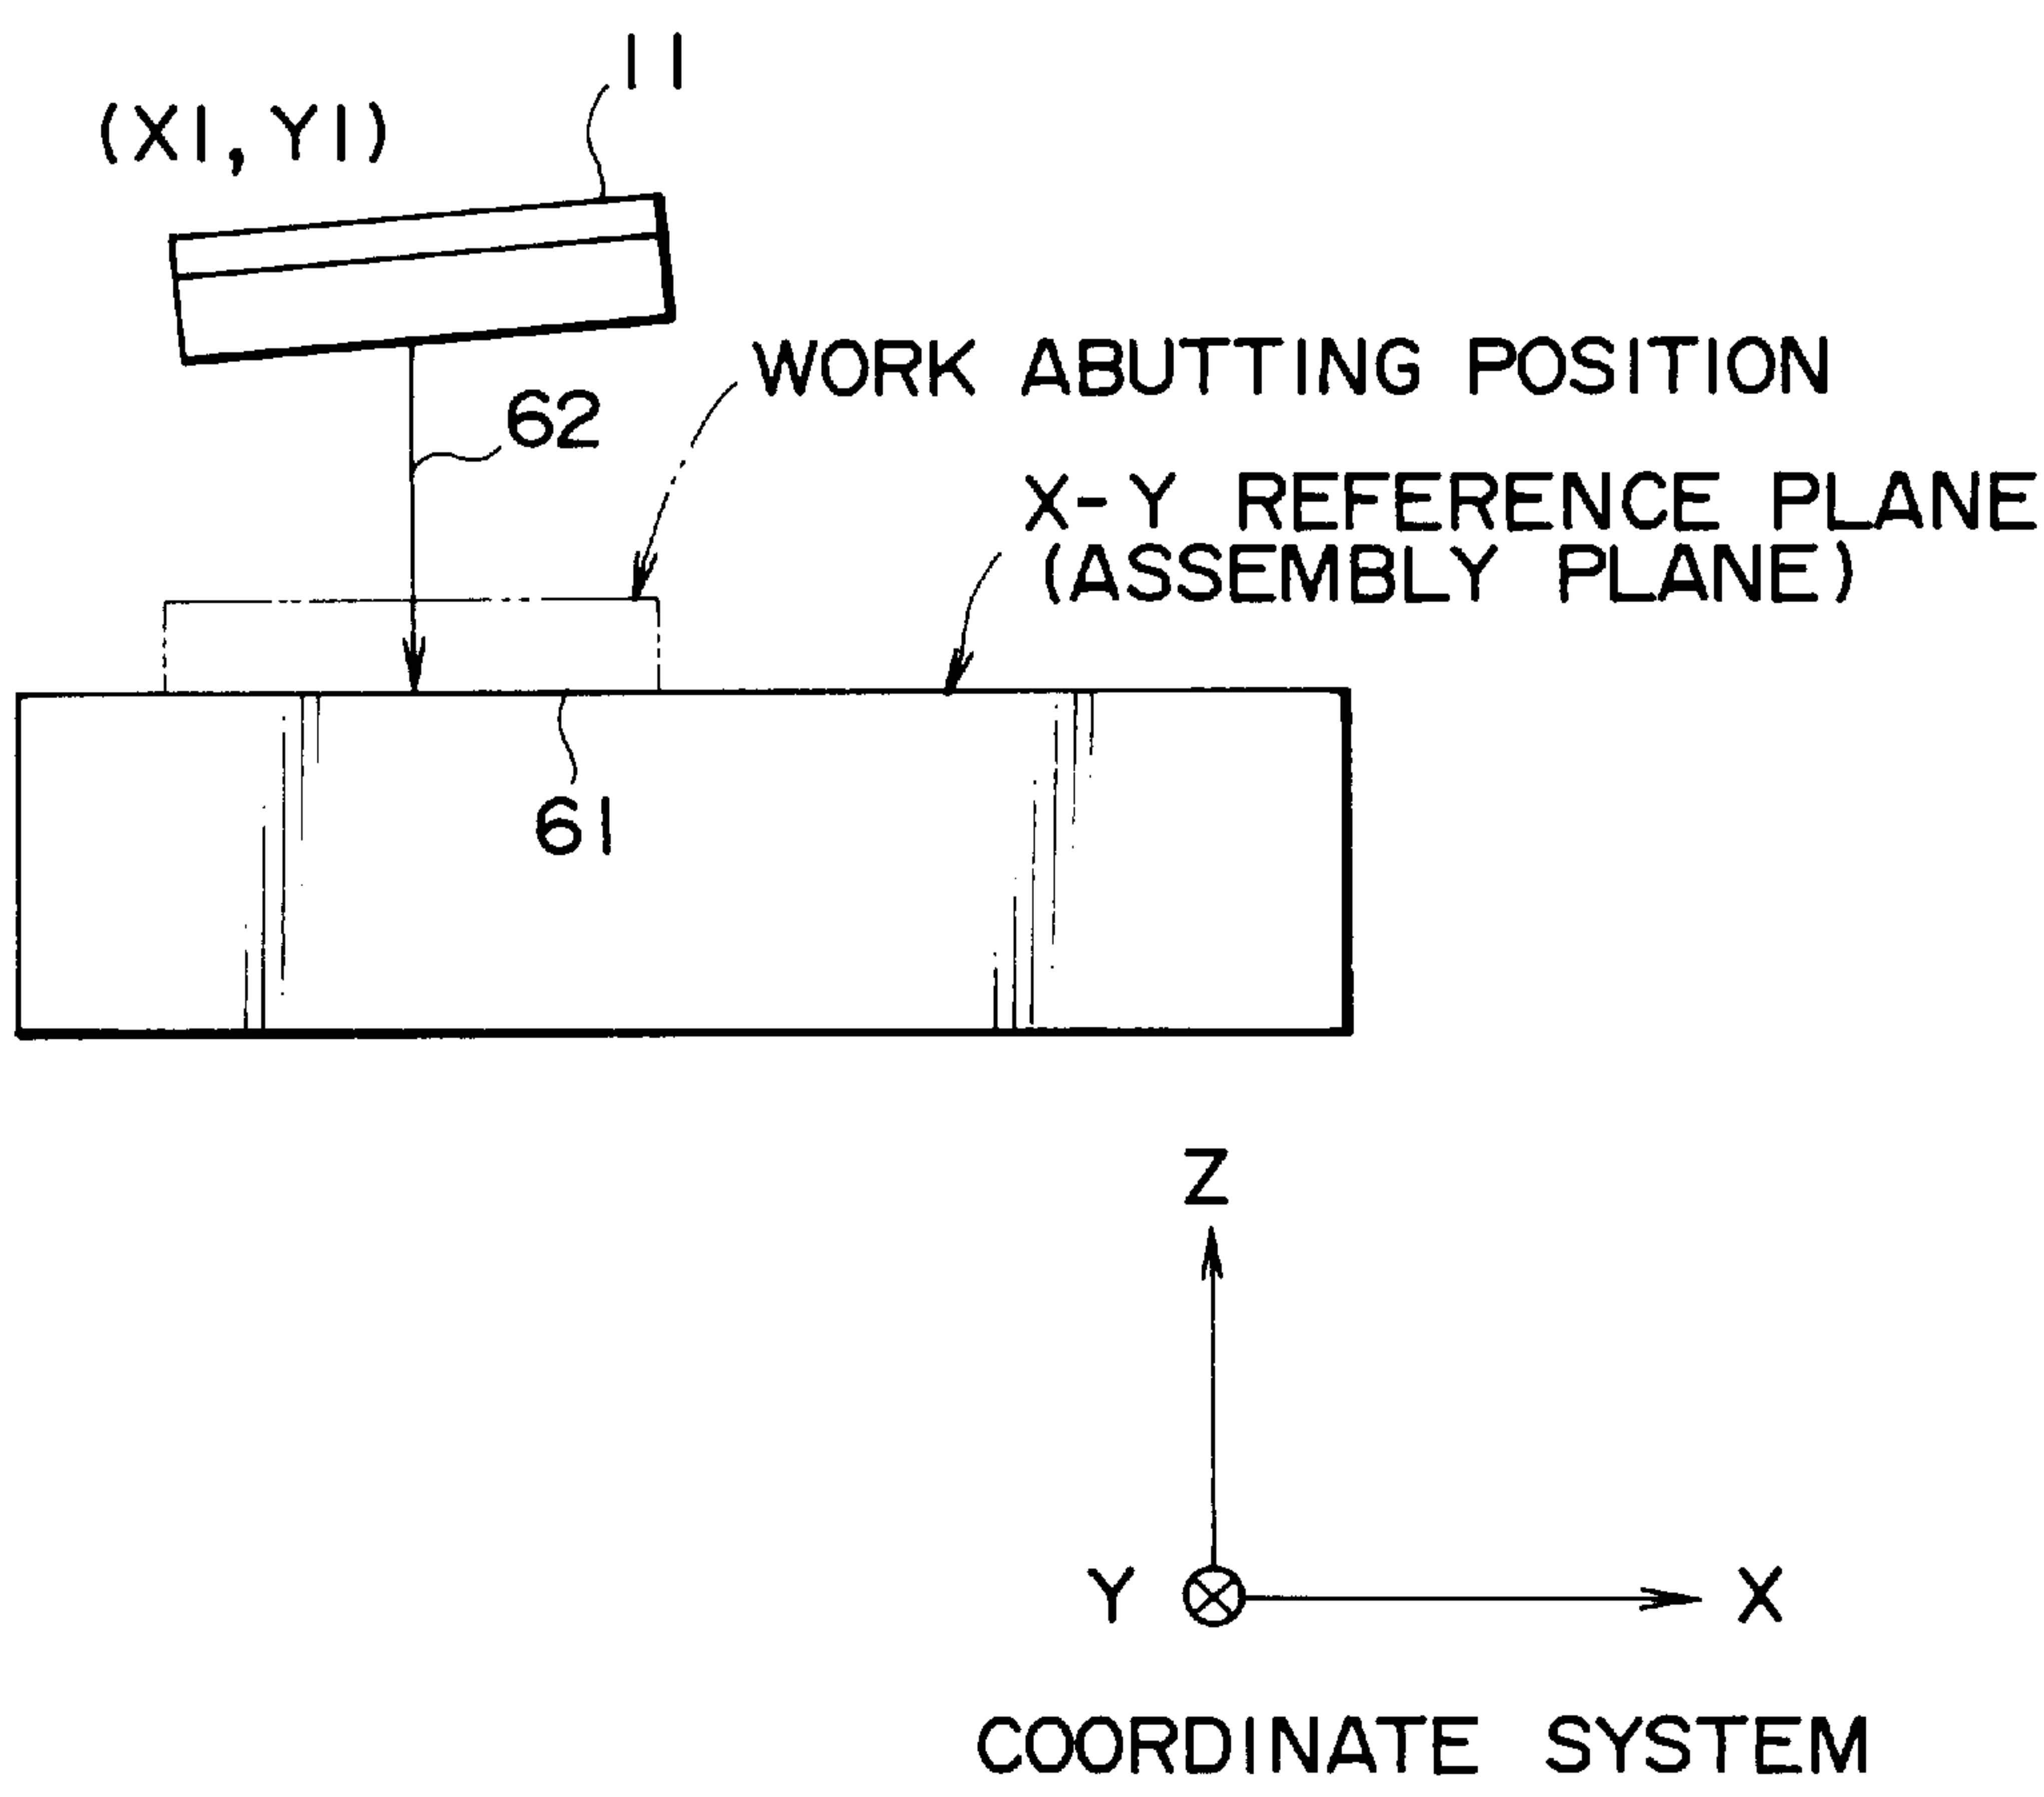 11
(X1, Y1)
WORK ABUTTING POSITION
62
X-Y REFERENCE PLANE
(ASSEMBLY PLANE)
61
Z
Y
X
COORDINATE SYSTEM